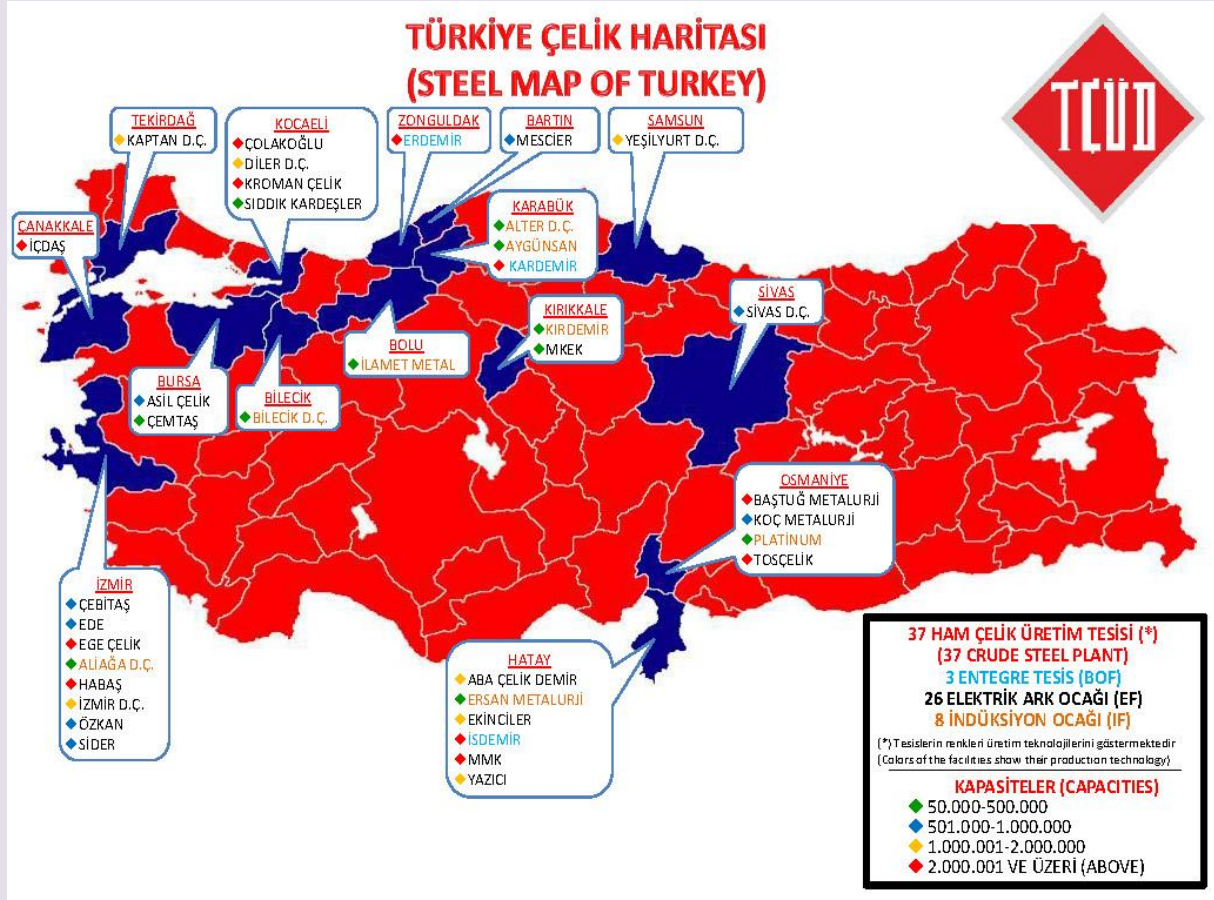 TÜRKİYE ÇELİK HARİTASI
(STEEL MAP OF TURKEY)
TÇÜD
TEKİRDAĞ
KAPTAN D.Ç.
KOCAELİ
ÇOLAKOĞLU
DİLER D.Ç.
KROMAN ÇELİK
SIDDIK KARDEŞLER
ZONGULDAK
ERDEMİR
BARTIN
MESCİER
SAMSUN
YEŞİLYURT D.Ç.
ÇANAKKALE
İÇDAŞ
KARABÜK
ALTER D.Ç.
AYGÜNSAN
KARDEMİR
SİVAS
SİVAS D.Ç.
KIRIKKALE
KIRDEMİR
MKEK
BOLU
İLAMET METAL
BURSA
ASİL ÇELİK
ÇEMTAŞ
BİLECİK
BİLECİK D.Ç.
OSMANİYE
BAŞTUĞ METALURJİ
KOÇ METALURJİ
PLATİNUM
TOSÇELİK
İZMİR
ÇEBİTAŞ
EDE
EGE ÇELİK
ALİAĞA D.Ç.
HABAŞ
İZMİR D.Ç.
ÖZKAN
SİDER
HATAY
ABA ÇELİK DEMİR
ERSAN METALURJİ
EKİNCİLER
İSDEMİR
MMK
YAZICI
37 HAM ÇELİK ÜRETİM TESİSİ (*)
(37 CRUDE STEEL PLANT)
3 ENTEGRE TESİS (BOF)
26 ELEKTRİK ARK OCAĞI (EF)
8 İNDÜKSİYON OCAĞI (IF)
(*) Tesislerin renkleri üretim teknolojilerini göstermektedir
(Colors of the facilities show their production technology)
KAPASİTELER (CAPACITIES)
50.000-500.000
501.000-1.000.000
1.000.001-2.000.000
2.000.001 VE ÜZERİ (ABOVE)